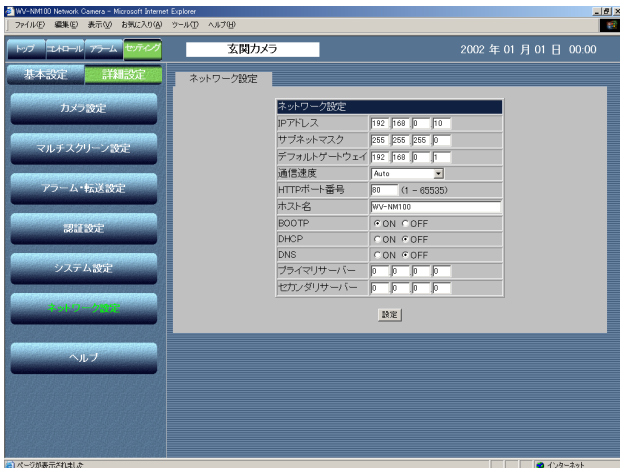 WV-NM100 Network Camera - Microsoft Internet Explorer
ファイル(F) 編集(E) 表示(V) お気に入り(A) ツール(T) ヘルプ(H)
トップ コントロール アラーム セッティング
玄関カメラ
2002 年 01 月 01 日 00:00
基本設定 詳細設定
カメラ設定
マルチスクリーン設定
アラーム・転送設定
認証設定
システム設定
ネットワーク設定
ヘルプ
ネットワーク設定
ネットワーク設定
IPアドレス 192 168 0 10
サブネットマスク 255 255 255 0
デフォルトゲートウェイ 192 168 0 1
通信速度 Auto
HTTPポート番号 80 (1 - 65535)
ホスト名 WV-NM100
BOOTP ON OFF
DHCP ON OFF
DNS ON OFF
プライマリサーバー 0 0 0 0
セカンダリサーバー 0 0 0 0
設定
ページが表示されました
インターネット